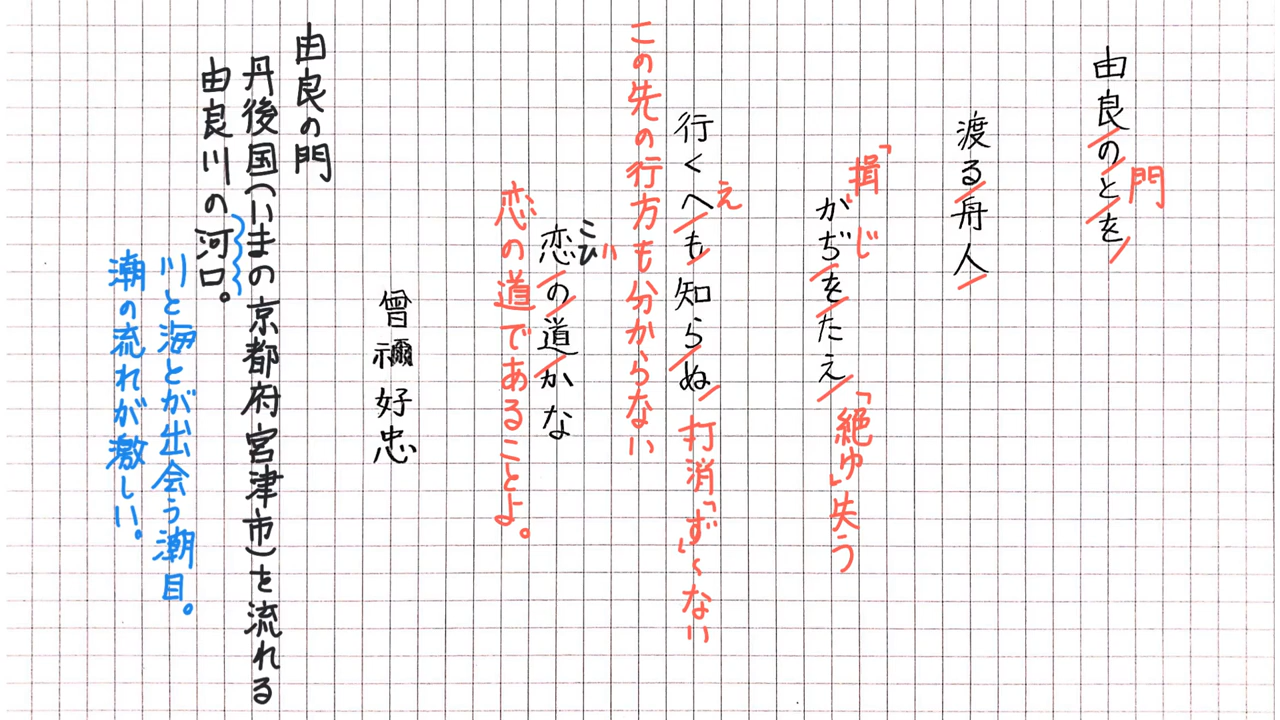 由良のとを
門
渡る舟人
「楫
じ
がぢをたえ
「絶ゆ」失う
行くへも知らぬ
え
打消「ず」〜ない
この先の行方も分からない
恋の道かな
こひ
い
恋の道であることよ。
曾禰好忠
由良の門
丹後国(いまの京都府宮津市)を流れる
由良川の河口。
川と海とが出会う潮目。
潮の流れが激しい。